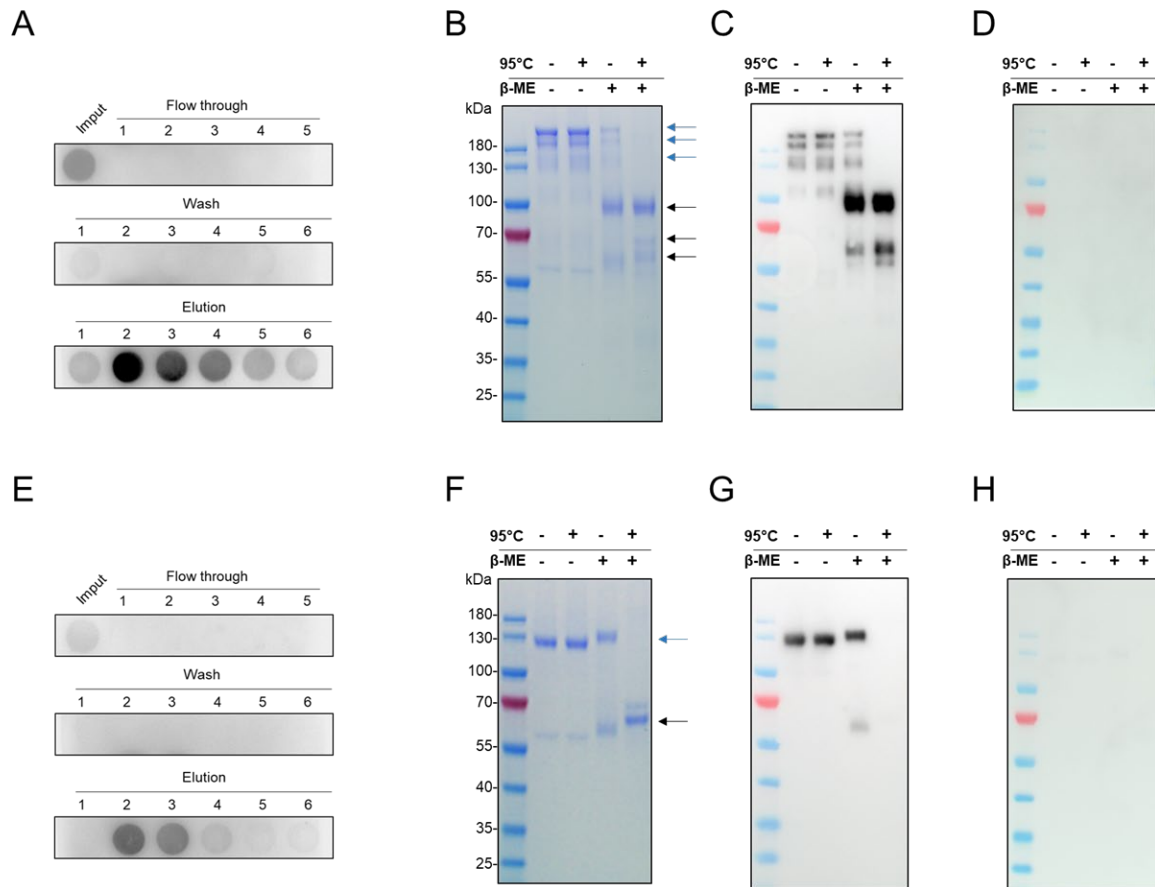 A
Imput
Flow through
1 2 3 4 5
Wash
1 2 3 4 5 6
Elution
1 2 3 4 5 6
B
95°C - + - +
β-ME - - + +
kDa
180-
130-
100-
70-
55-
40-
35-
25-
C
95°C - + - +
β-ME - - + +
D
95°C - + - +
β-ME - - + +
E
Imput
Flow through
1 2 3 4 5
Wash
1 2 3 4 5 6
Elution
1 2 3 4 5 6
F
95°C - + - +
β-ME - - + +
kDa
180-
130-
100-
70-
55-
40-
35-
25-
G
95°C - + - +
β-ME - - + +
H
95°C - + - +
β-ME - - + +